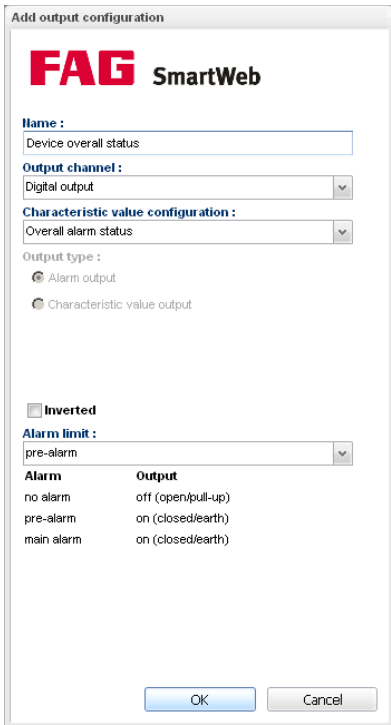 Add output configuration
FAG SmartWeb
Name :
Device overall status
Output channel :
Digital output
Characteristic value configuration :
Overall alarm status
Output type :
Alarm output
Characteristic value output
Inverted
Alarm limit :
pre-alarm
Alarm Output
no alarm off (open/pull-up)
pre-alarm on (closed/earth)
main alarm on (closed/earth)
OK Cancel